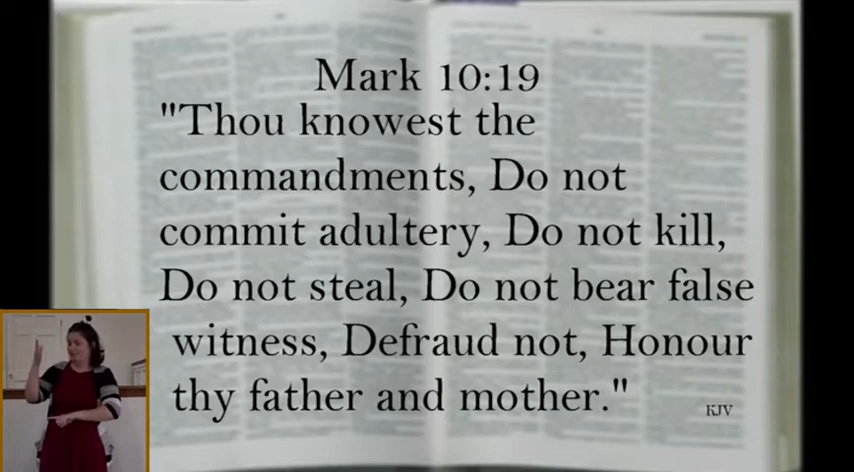 Mark 10:19
"Thou knowest the
commandments, Do not
commit adultery, Do not kill,
Do not steal, Do not bear false
witness, Defraud not, Honour
thy father and mother."
KJV